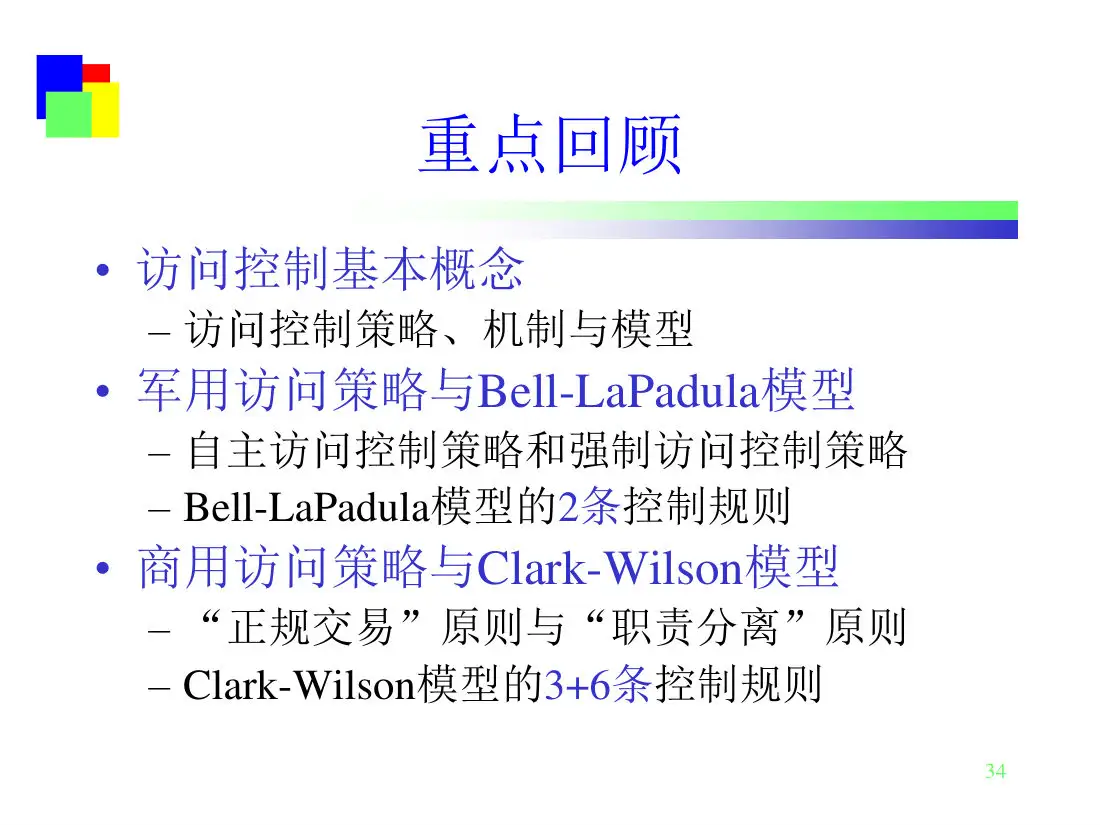 重点回顾
• 访问控制基本概念
– 访问控制策略、机制与模型
• 军用访问策略与Bell-LaPadula模型
– 自主访问控制策略和强制访问控制策略
– Bell-LaPadula模型的2条控制规则
• 商用访问策略与Clark-Wilson模型
– “正规交易”原则与“职责分离”原则
– Clark-Wilson模型的3+6条控制规则
34